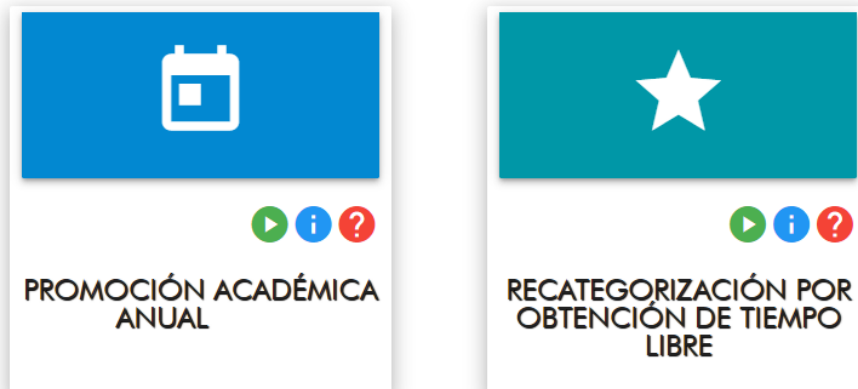 PROMOCIÓN ACADÉMICA
ANUAL
RECATEGORIZACIÓN POR
OBTENCIÓN DE TIEMPO
LIBRE